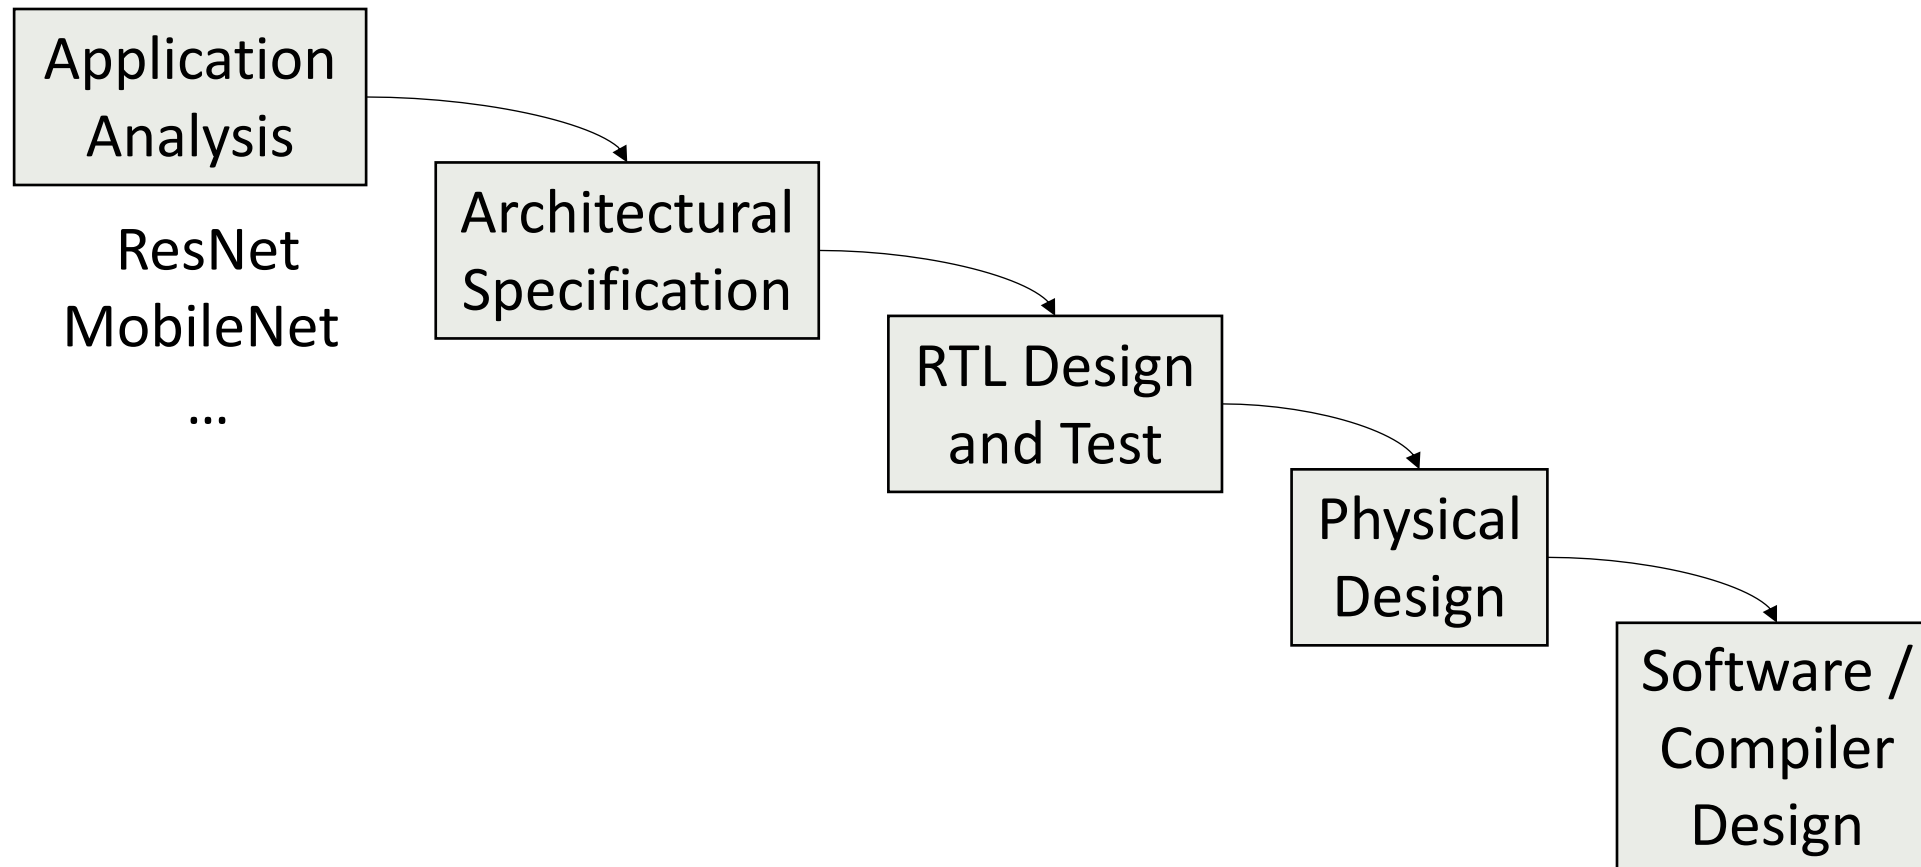 Application
Analysis
ResNet
MobileNet
...
Architectural
Specification
RTL Design
and Test
Physical
Design
Software /
Compiler
Design